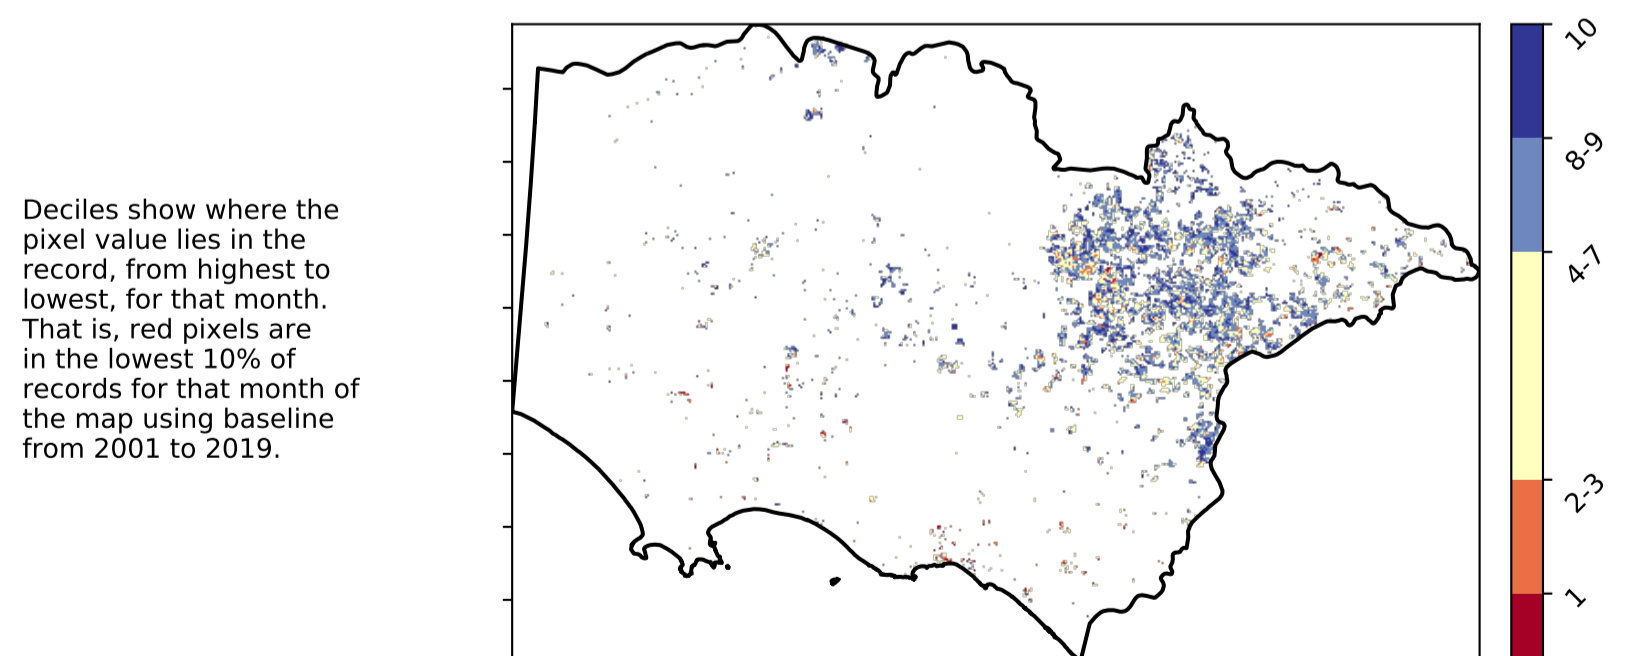 Deciles show where the
pixel value lies in the
record, from highest to
lowest, for that month.
That is, red pixels are
in the lowest 10% of
records for that month of
the map using baseline
from 2001 to 2019.
10
8-9
4-7
2-3
1